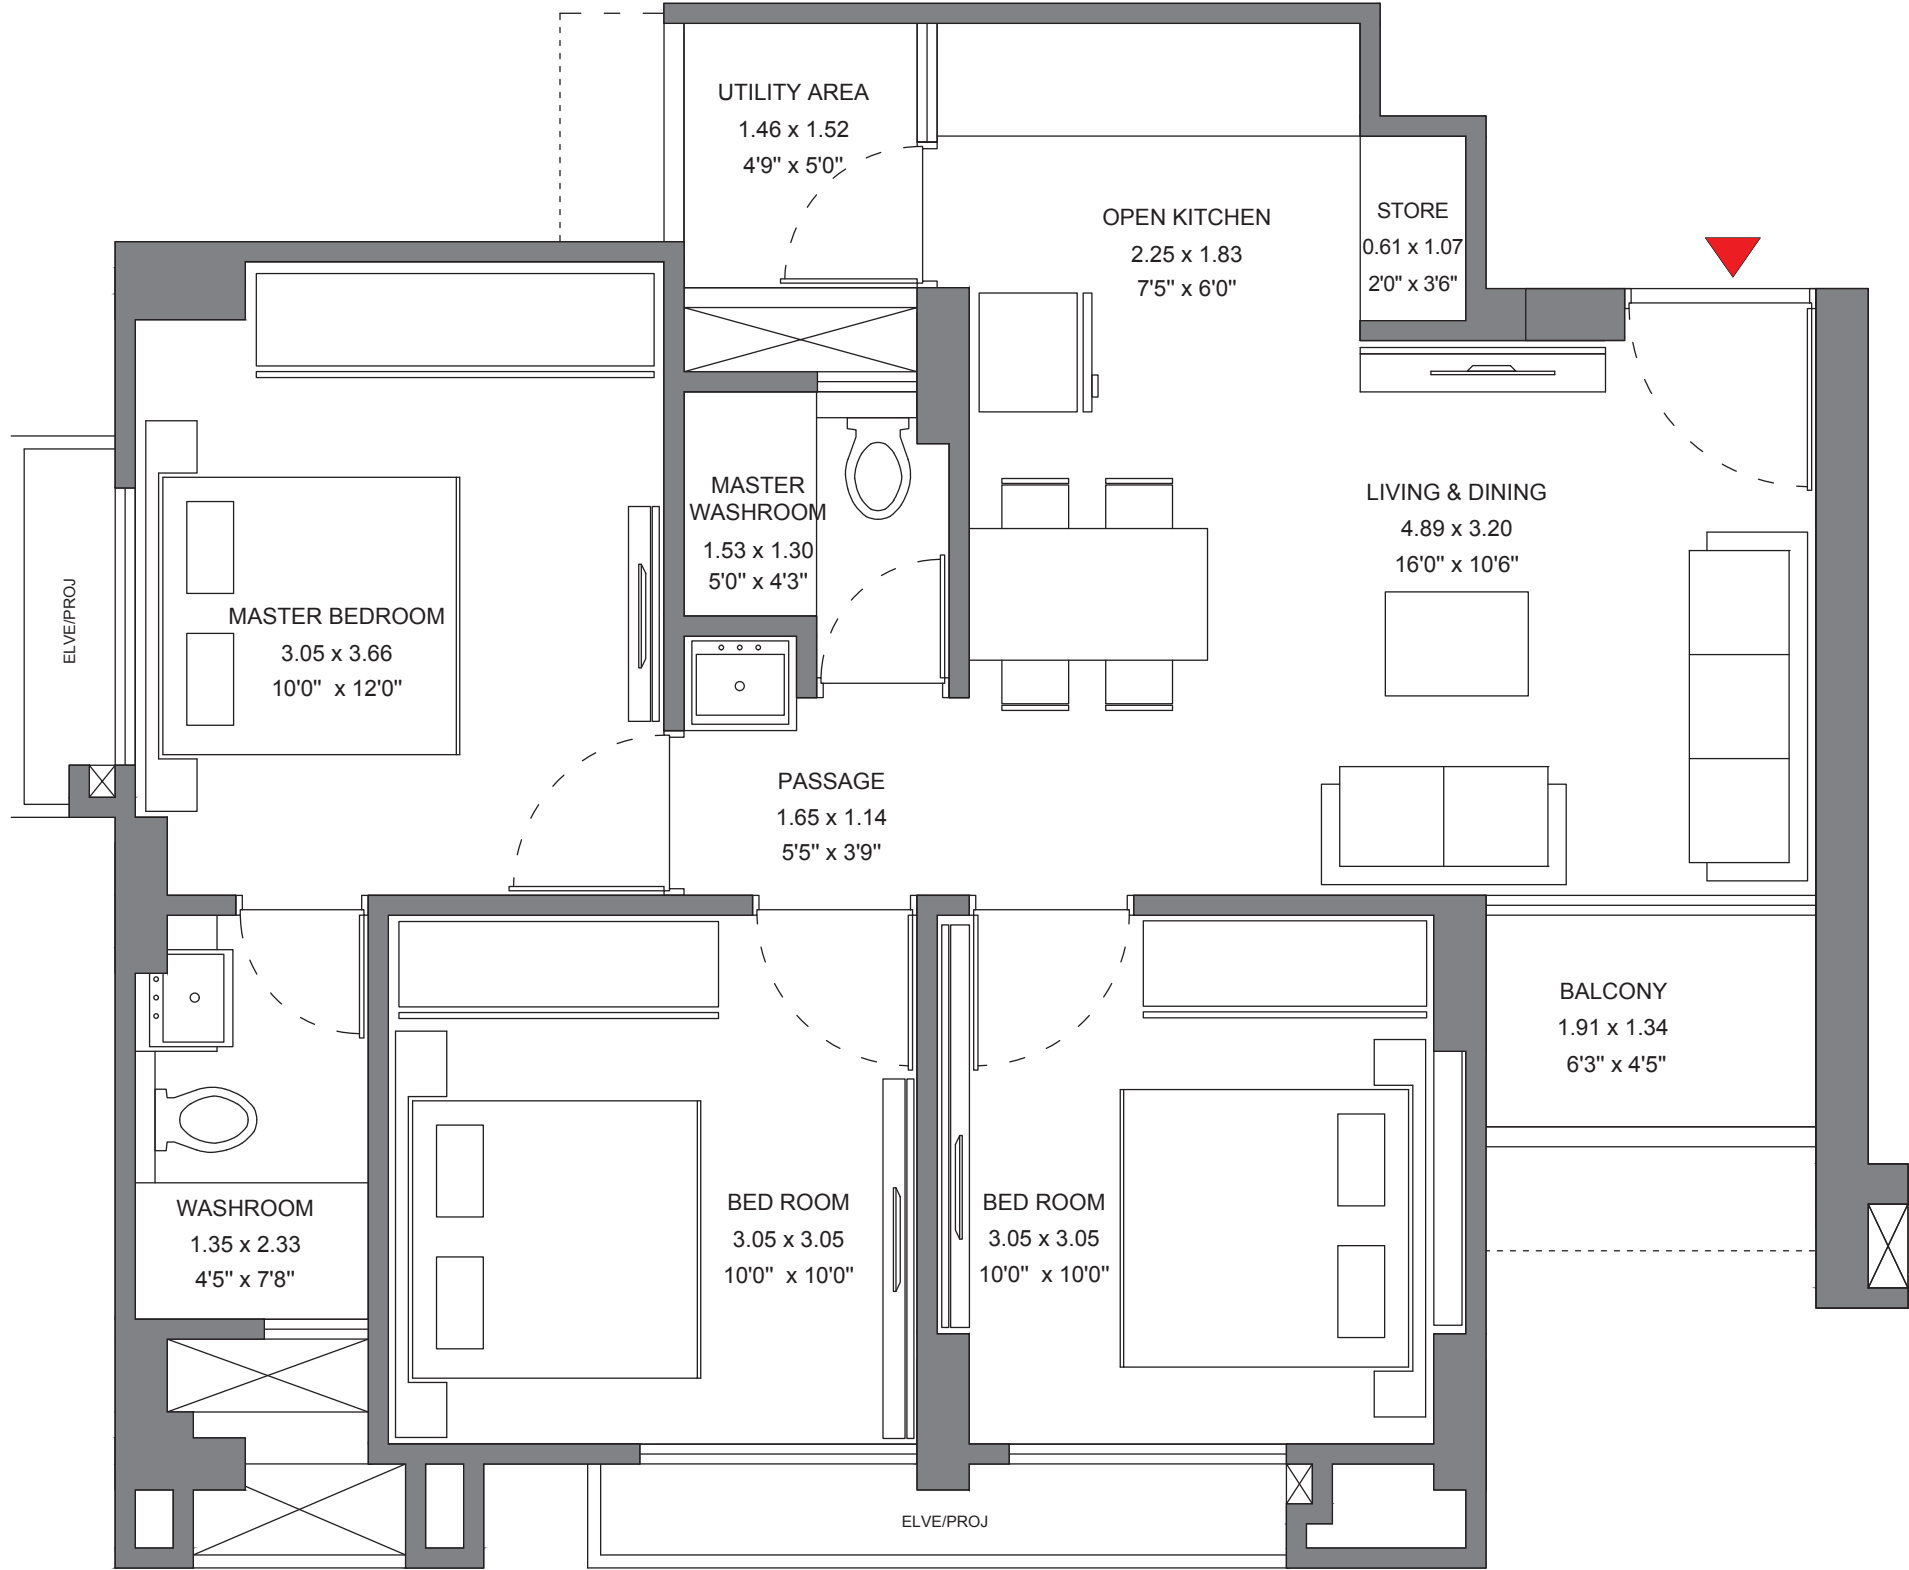 UTILITY AREA
1.46 x 1.52
4'9" x 5'0"
OPEN KITCHEN
2.25 x 1.83
7'5" x 6'0"
STORE
0.61 x 1.07
2'0" x 3'6"
MASTER
WASHROOM
1.53 x 1.30
5'0" x 4'3"
LIVING & DINING
4.89 x 3.20
16'0" x 10'6"
ELVE/PROJ
MASTER BEDROOM
3.05 x 3.66
10'0" x 12'0"
PASSAGE
1.65 x 1.14
5'5" x 3'9"
BALCONY
1.91 x 1.34
6'3" x 4'5"
WASHROOM
1.35 x 2.33
4'5" x 7'8"
BED ROOM
3.05 x 3.05
10'0" x 10'0"
BED ROOM
3.05 x 3.05
10'0" x 10'0"
ELVE/PROJ